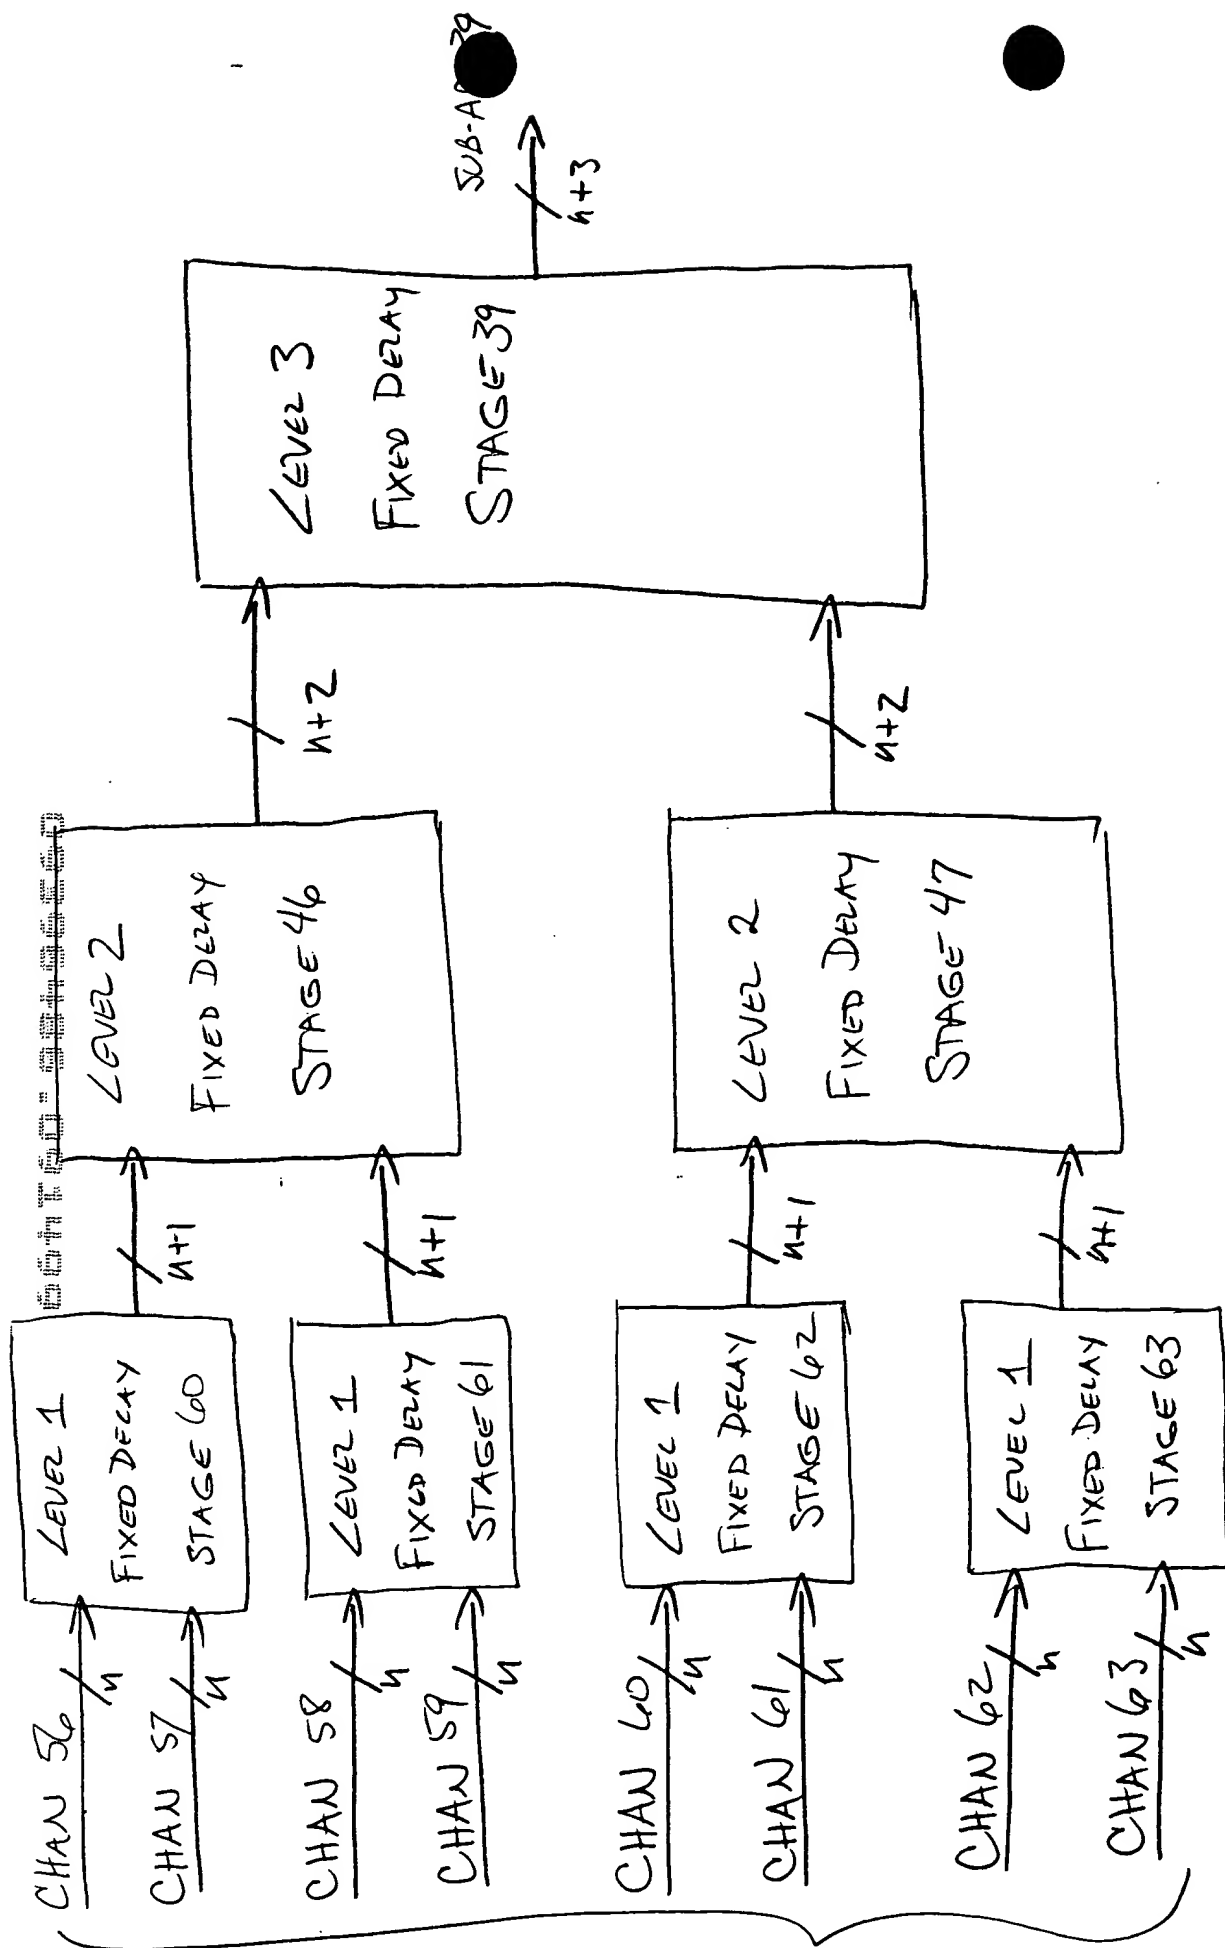 CHAN 56
n
CHAN 57
n
CHAN 58
n
CHAN 59
n
CHAN 60
n
CHAN 61
n
CHAN 62
n
CHAN 63
n
LEVEL 1
FIXED DELAY
STAGE 60
LEVEL 1
FIXED DELAY
STAGE 61
LEVEL 1
FIXED DELAY
STAGE 62
LEVEL 1
FIXED DELAY
STAGE 63
n+1
n+1
n+1
n+1
LEVEL 2
FIXED DELAY
STAGE 46
LEVEL 2
FIXED DELAY
STAGE 47
n+2
n+2
LEVEL 3
FIXED DELAY
STAGE 39
n+3
39